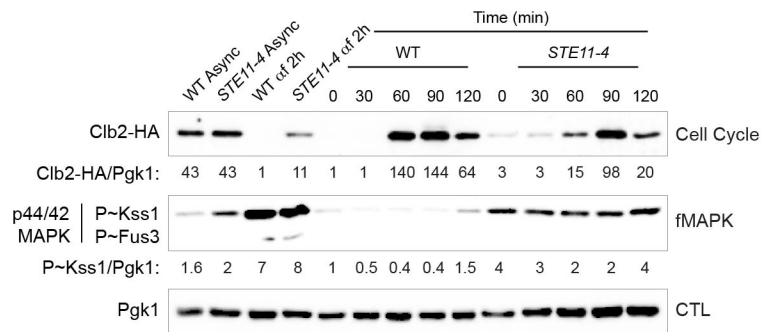 Time (min)
WT Async
STE11-4 Async
WT αf 2h
STE11-4 αf 2h
WT
STE11-4
0 30 60 90 120 0 30 60 90 120
Clb2-HA
Cell Cycle
Clb2-HA/Pgk1: 43 43 1 11 1 1 140 144 64 3 3 15 98 20
p44/42 MAPK
P~Kss1
P~Fus3
fMAPK
P~Kss1/Pgk1: 1.6 2 7 8 1 0.5 0.4 0.4 1.5 4 3 2 2 4
Pgk1
CTL